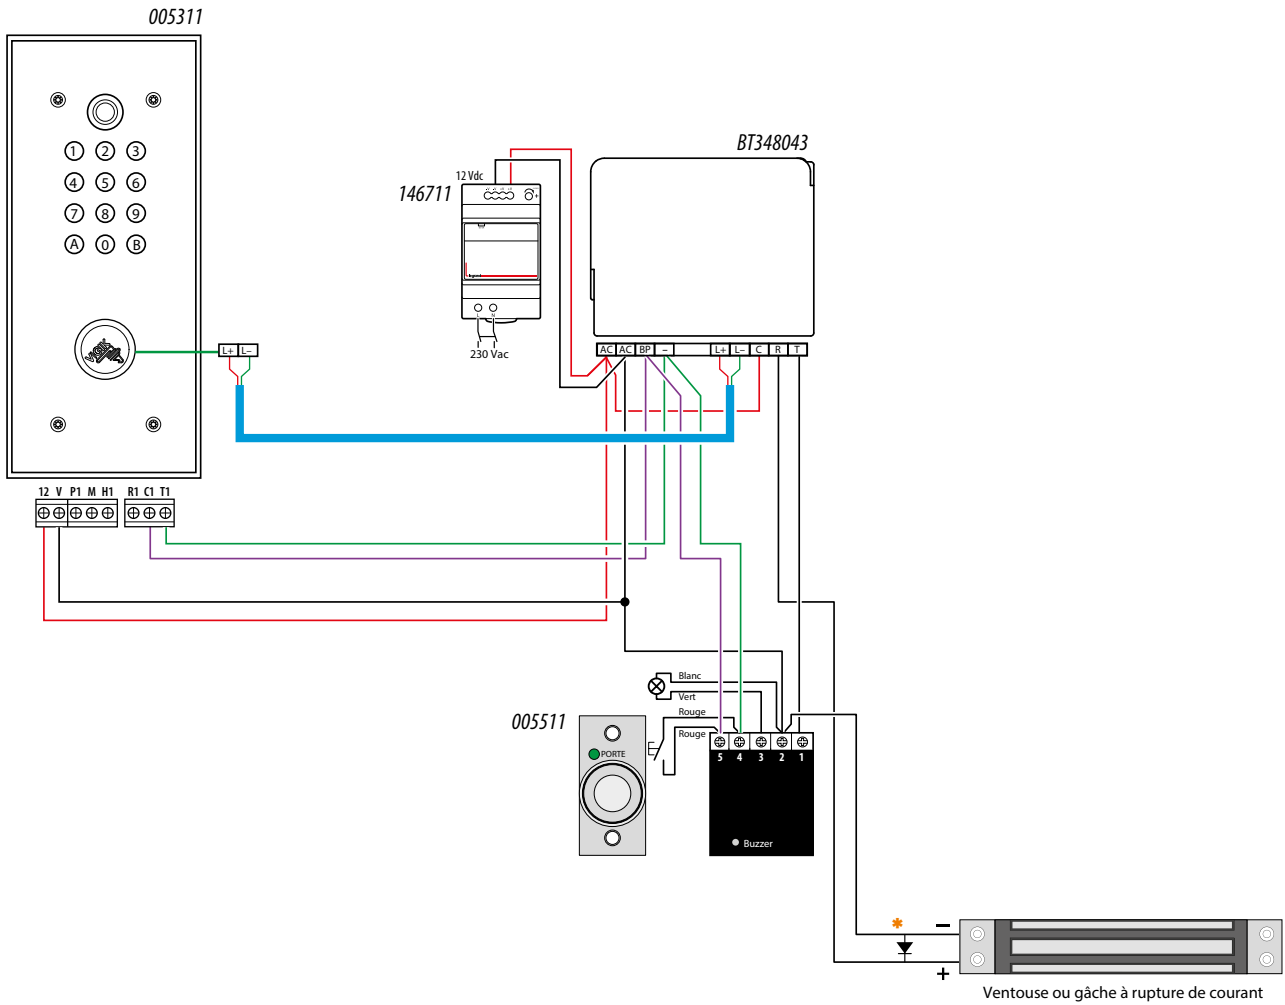 005311
BT348043
12 Vdc
146711
1 2 3
4 5 6
7 8 9
A 0 B
VIGIK
L N
230 Vac
L+ L–
AC AC BP – L+ L– C R T
12 V P1 M H1 R1 C1 T1
Blanc
Vert
Rouge
Rouge
005511
PORTE
5 4 3 2 1
Buzzer
*
–
+
Ventouse ou gâche à rupture de courant